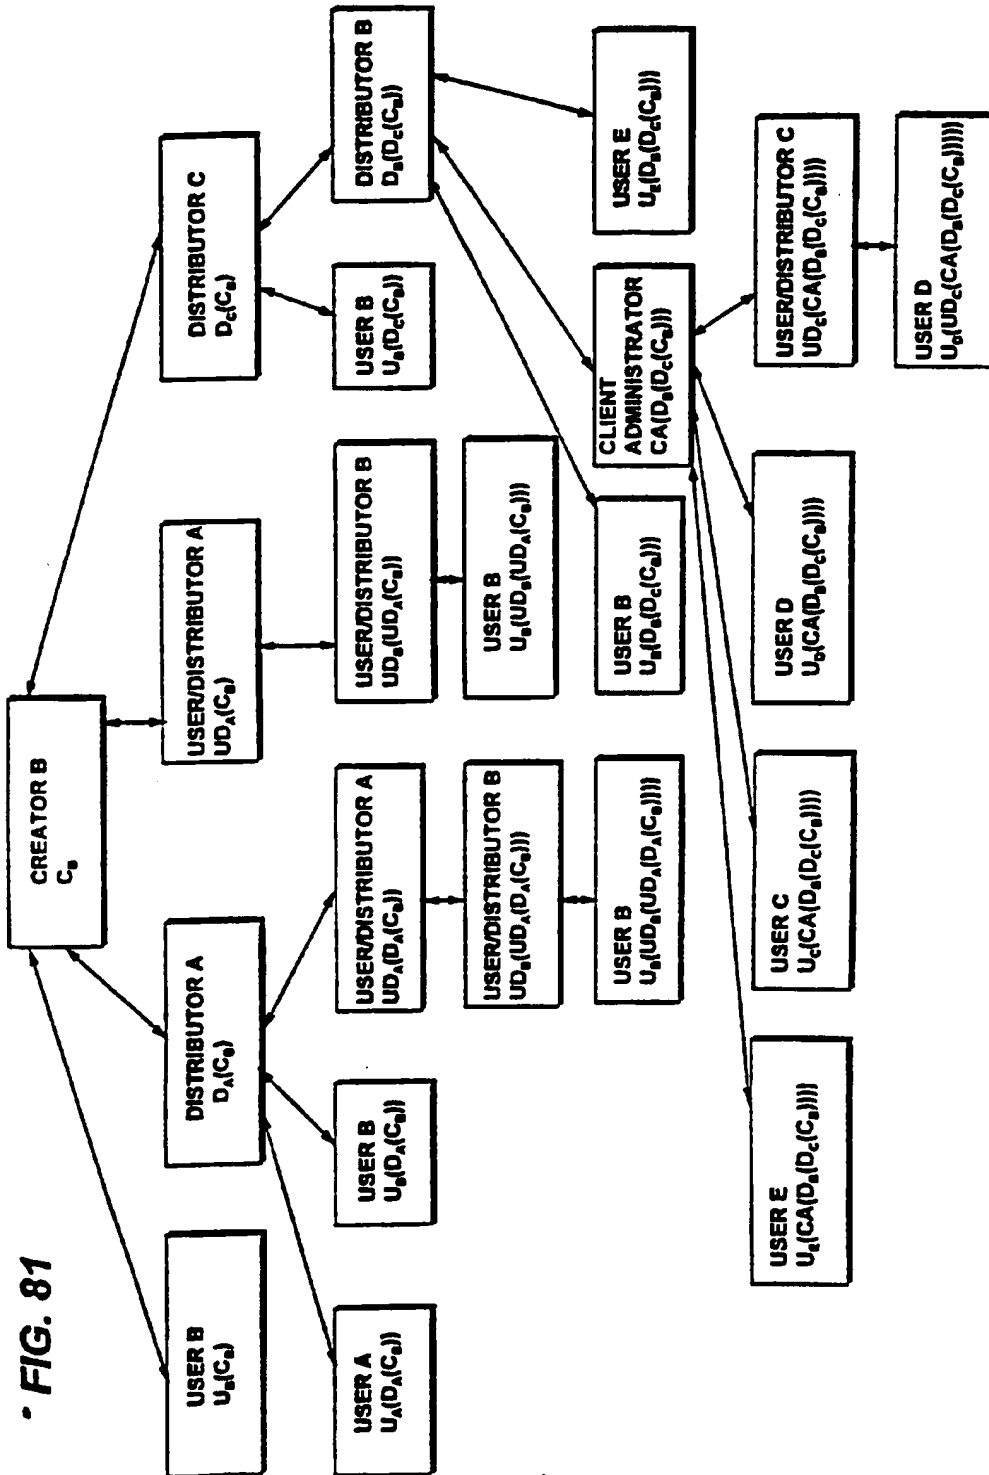 FIG. 81
CREATOR B
C_B
USER B
U_B(C_B)
DISTRIBUTOR A
D_A(C_B)
USER/DISTRIBUTOR A
UD_A(C_B)
DISTRIBUTOR C
D_C(C_B)
USER A
U_A(D_A(C_B))
USER B
U_B(D_A(C_B))
USER/DISTRIBUTOR A
UD_A(D_A(C_B))
USER/DISTRIBUTOR B
UD_B(UD_A(C_B))
USER B
U_B(D_C(C_B))
DISTRIBUTOR B
D_B(D_C(C_B))
USER/DISTRIBUTOR B
UD_B(UD_A(D_A(C_B)))
USER B
U_B(UD_B(UD_A(C_B)))
USER B
U_B(UD_B(UD_A(D_A(C_B))))
USER B
U_B(D_B(D_C(C_B)))
CLIENT
ADMINISTRATOR
CA(D_B(D_C(C_B)))
USER E
U_E(D_B(D_C(C_B)))
USER E
U_E(CA(D_B(D_C(C_B))))
USER C
U_C(CA(D_B(D_C(C_B))))
USER D
U_D(CA(D_B(D_C(C_B))))
USER/DISTRIBUTOR C
UD_C(CA(D_B(D_C(C_B))))
USER D
U_D(UD_C(CA(D_B(D_C(C_B)))))